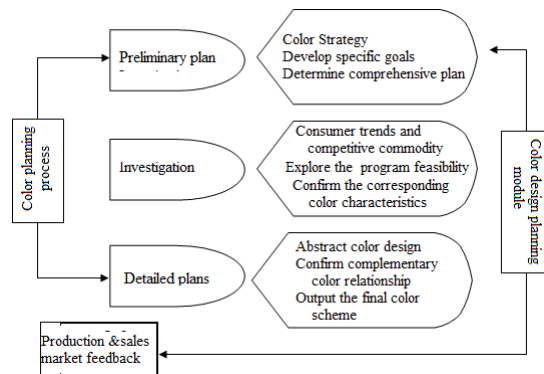 Preliminary plan
Color Strategy
Develop specific goals
Determine comprehensive plan
Color planning
process
Investigation
Consumer trends and
competitive commodity
Explore the program feasibility
Confirm the corresponding
color characteristics
Color design planning
module
Detailed plans
Abstract color design
Confirm complementary
color relationship
Output the final color
scheme
Production &sales
market feedback